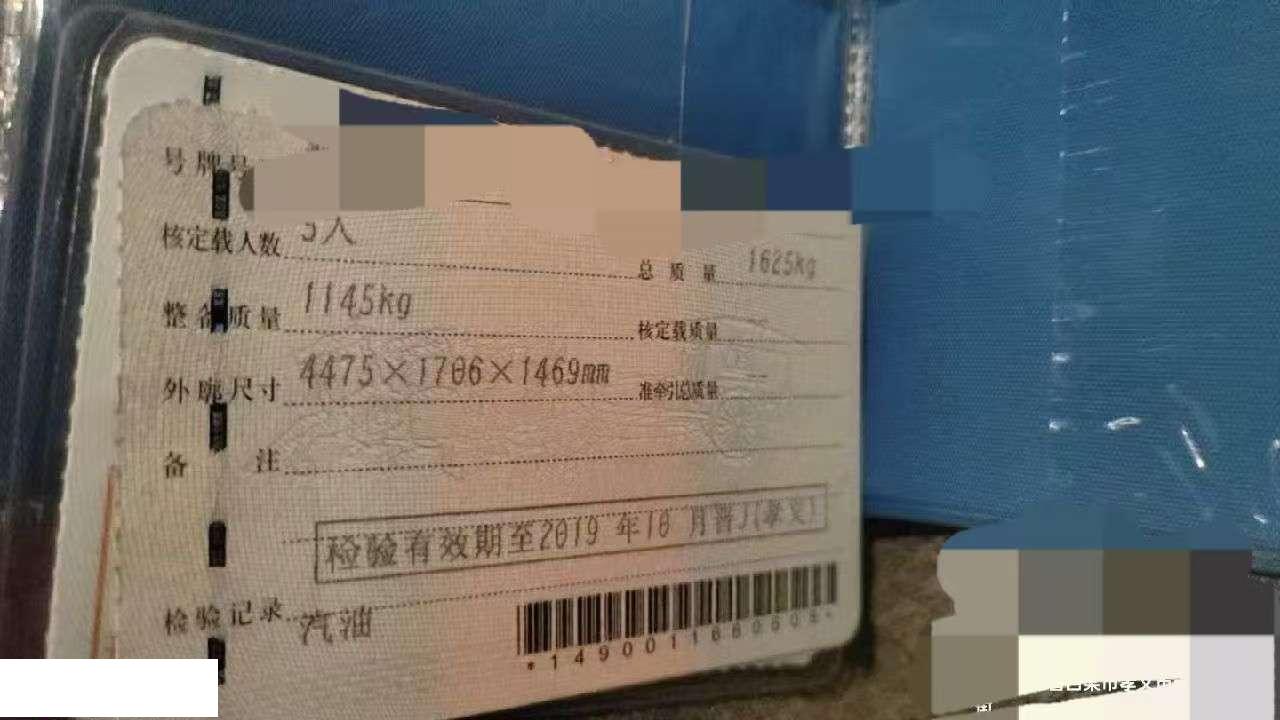 号牌号
核定载人数 5人
总质量 1625kg
整备质量 1145kg
核定载质量
外廓尺寸 4475×1706×1469mm
准牵引总质量
备注
检验有效期至2019年10月晋J(孝义)
检验记录 汽油